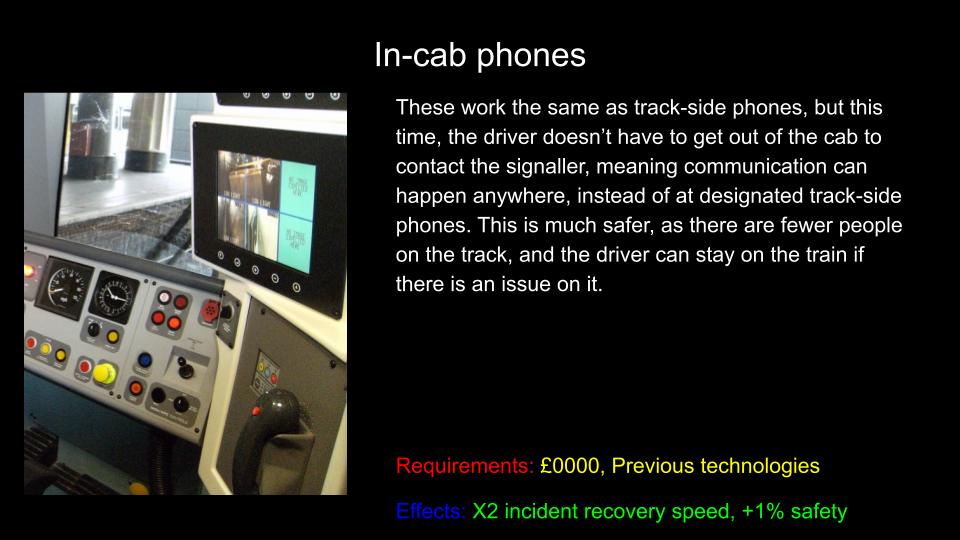 In-cab phones
These work the same as track-side phones, but this
time, the driver doesn’t have to get out of the cab to
contact the signaller, meaning communication can
happen anywhere, instead of at designated track-side
phones. This is much safer, as there are fewer people
on the track, and the driver can stay on the train if
there is an issue on it.
Requirements: £0000, Previous technologies
Effects: X2 incident recovery speed, +1% safety